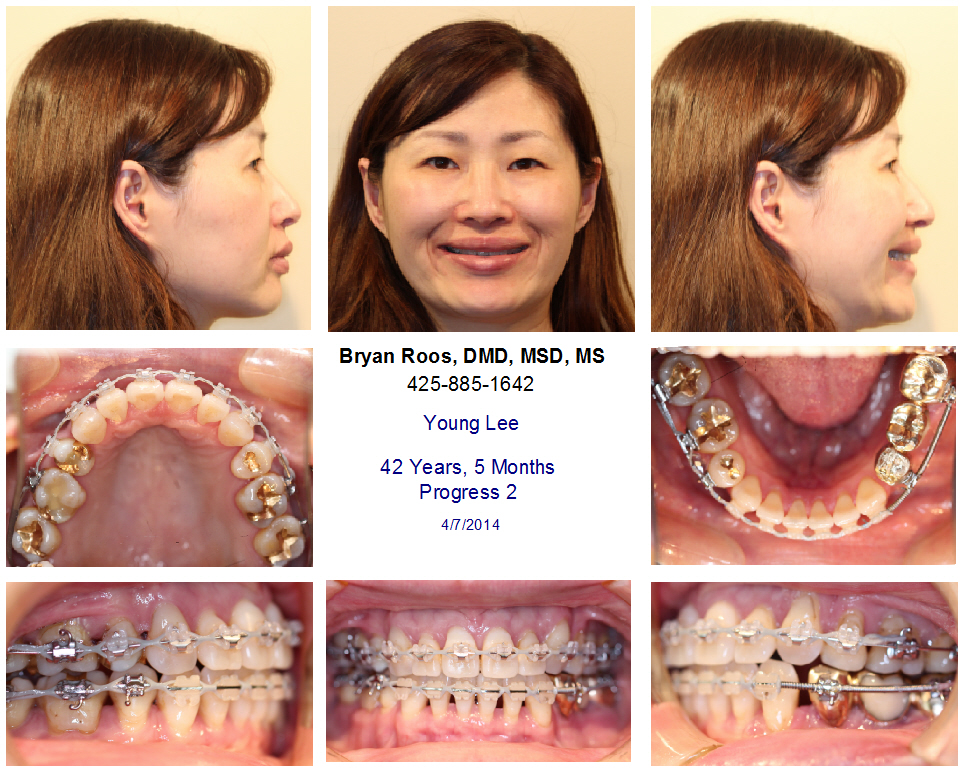 Bryan Roos, DMD, MSD, MS
425-885-1642
Young Lee
42 Years, 5 Months
Progress 2
4/7/2014